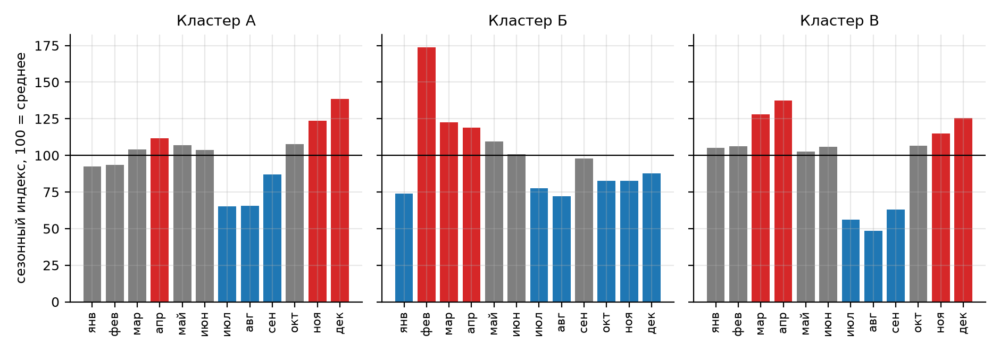 Кластер А
Кластер Б
Кластер В
сезонный индекс, 100 = среднее
175
150
125
100
75
50
25
0
янв фев мар апр май июн июл авг сен окт ноя дек
янв фев мар апр май июн июл авг сен окт ноя дек
янв фев мар апр май июн июл авг сен окт ноя дек